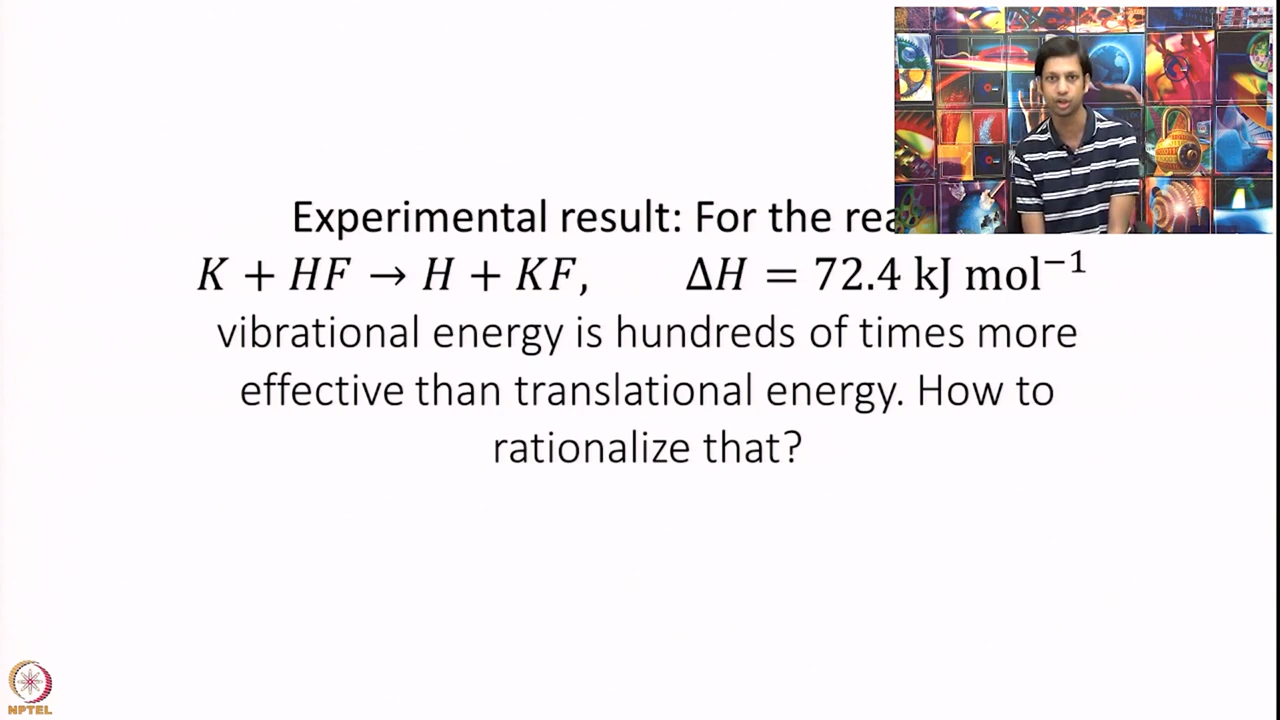 Experimental result: For the
K + HF → H + KF, ΔH = 72.4 kJ mol⁻¹
vibrational energy is hundreds of times more
effective than translational energy. How to
rationalize that?
NPTEL